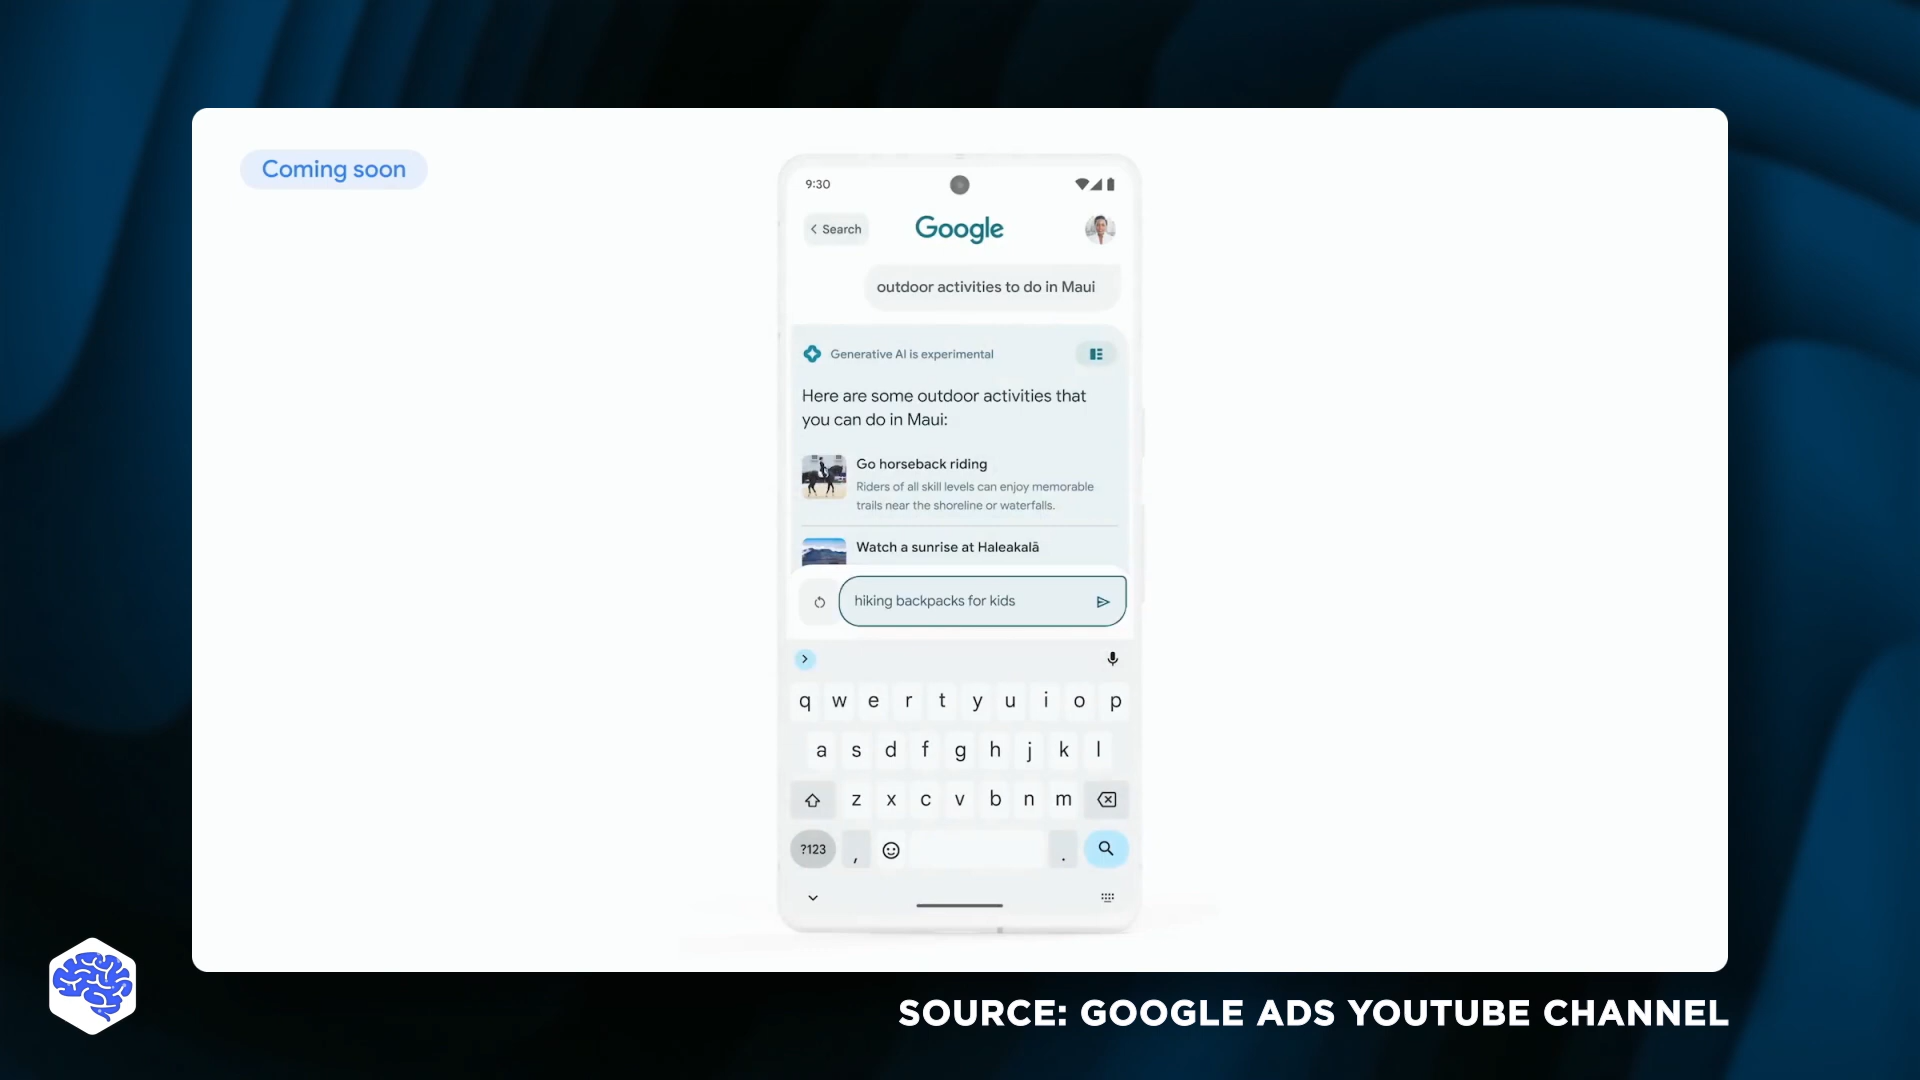 Coming soon
9:30
Search
Google
outdoor activities to do in Maui
Generative AI is experimental
Here are some outdoor activities that
you can do in Maui:
Go horseback riding
Riders of all skill levels can enjoy memorable
trails near the shoreline or waterfalls.
Watch a sunrise at Haleakalā
hiking backpacks for kids
q w e r t y u i o p
a s d f g h j k l
z x c v b n m
?123 , .
SOURCE: GOOGLE ADS YOUTUBE CHANNEL